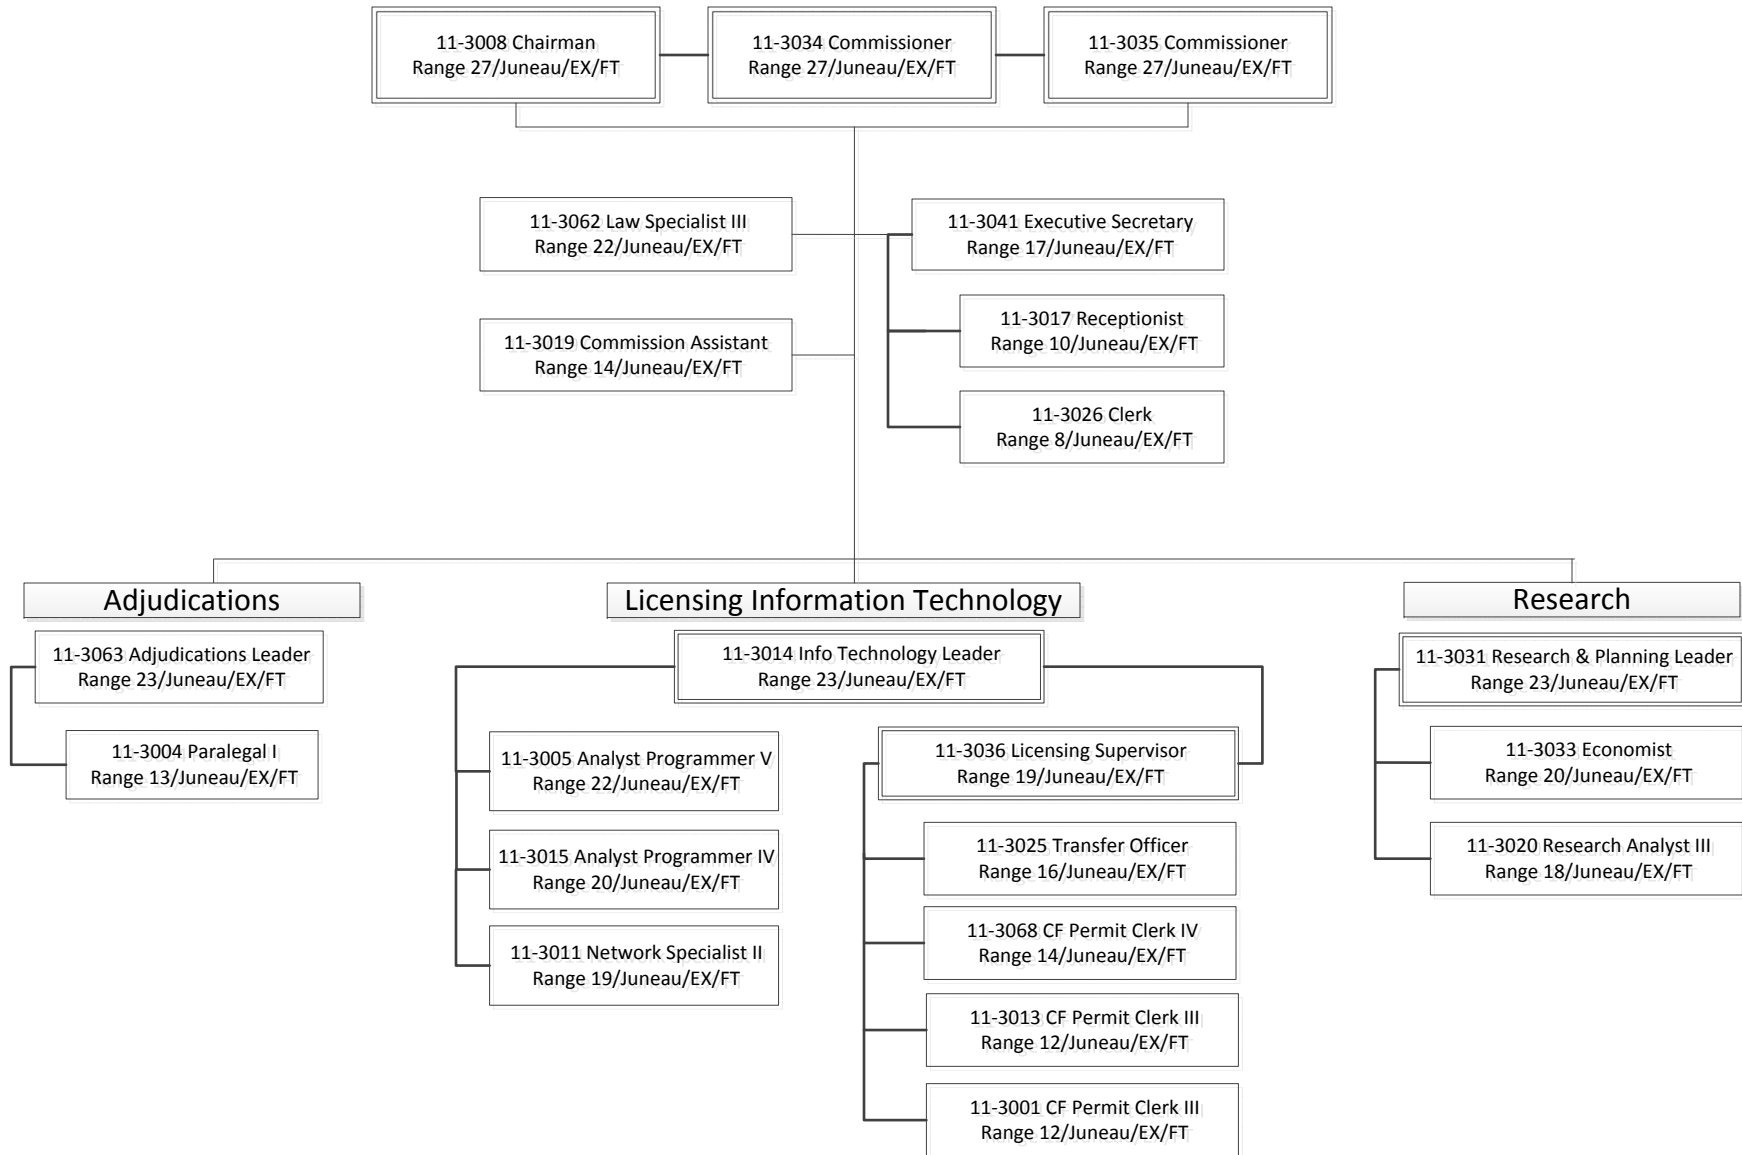 11-3008 Chairman
Range 27/Juneau/EX/FT
11-3034 Commissioner
Range 27/Juneau/EX/FT
11-3035 Commissioner
Range 27/Juneau/EX/FT
11-3062 Law Specialist III
Range 22/Juneau/EX/FT
11-3041 Executive Secretary
Range 17/Juneau/EX/FT
11-3019 Commission Assistant
Range 14/Juneau/EX/FT
11-3017 Receptionist
Range 10/Juneau/EX/FT
11-3026 Clerk
Range 8/Juneau/EX/FT
Adjudications
11-3063 Adjudications Leader
Range 23/Juneau/EX/FT
11-3004 Paralegal I
Range 13/Juneau/EX/FT
Licensing Information Technology
11-3014 Info Technology Leader
Range 23/Juneau/EX/FT
11-3005 Analyst Programmer V
Range 22/Juneau/EX/FT
11-3015 Analyst Programmer IV
Range 20/Juneau/EX/FT
11-3011 Network Specialist II
Range 19/Juneau/EX/FT
11-3036 Licensing Supervisor
Range 19/Juneau/EX/FT
11-3025 Transfer Officer
Range 16/Juneau/EX/FT
11-3068 CF Permit Clerk IV
Range 14/Juneau/EX/FT
11-3013 CF Permit Clerk III
Range 12/Juneau/EX/FT
11-3001 CF Permit Clerk III
Range 12/Juneau/EX/FT
Research
11-3031 Research & Planning Leader
Range 23/Juneau/EX/FT
11-3033 Economist
Range 20/Juneau/EX/FT
11-3020 Research Analyst III
Range 18/Juneau/EX/FT